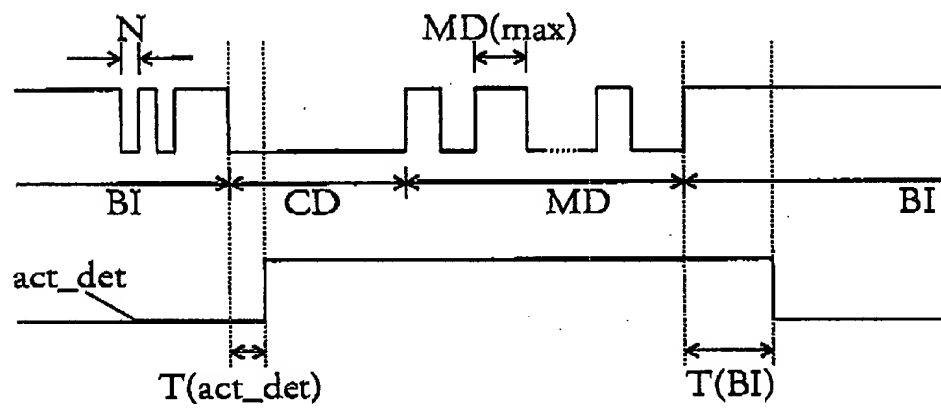 N
MD(max)
BI
CD
MD
BI
act_det
T(act_det)
T(BI)